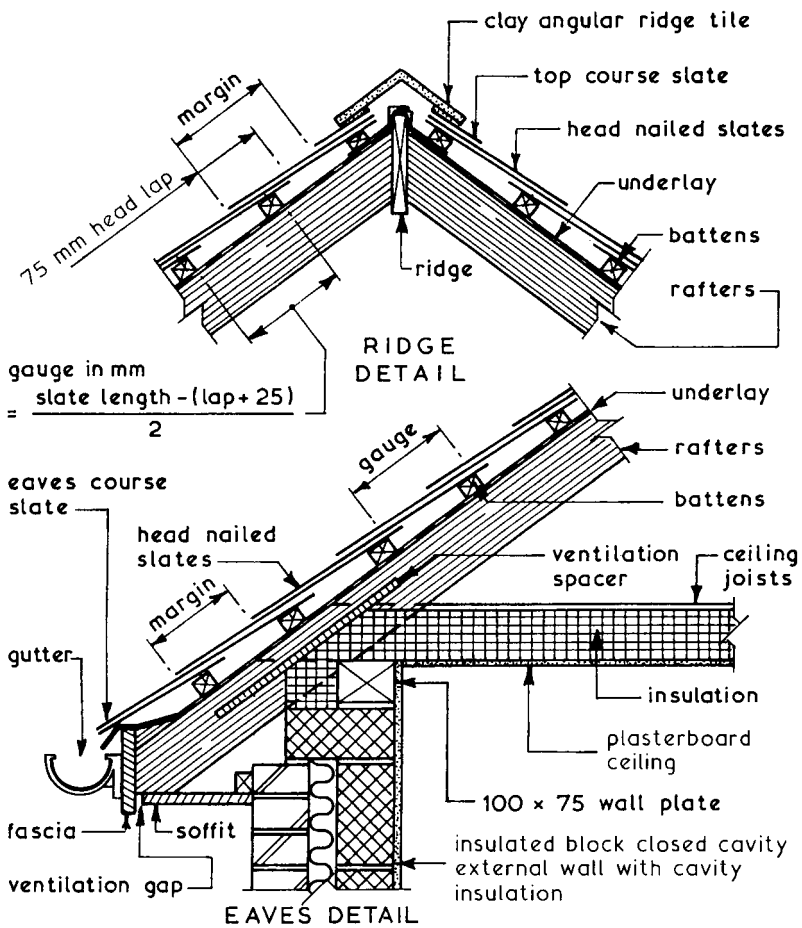 clay angular ridge tile
top course slate
head nailed slates
underlay
battens
rafters
margin
75 mm head lap
ridge
RIDGE
DETAIL
gauge in mm
= slate length - (lap + 25)
2
underlay
rafters
battens
gauge
eaves course
slate
head nailed
slates
ventilation
spacer
ceiling
joists
margin
gutter
insulation
plasterboard
ceiling
100 × 75 wall plate
fascia
soffit
ventilation gap
insulated block closed cavity
external wall with cavity
insulation
EAVES DETAIL